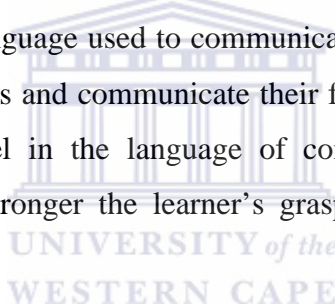 nguage used to communica
s and communicate their f
el in the language of co
ronger the learner's grasp
UNIVERSITY of the
WESTERN CAPE